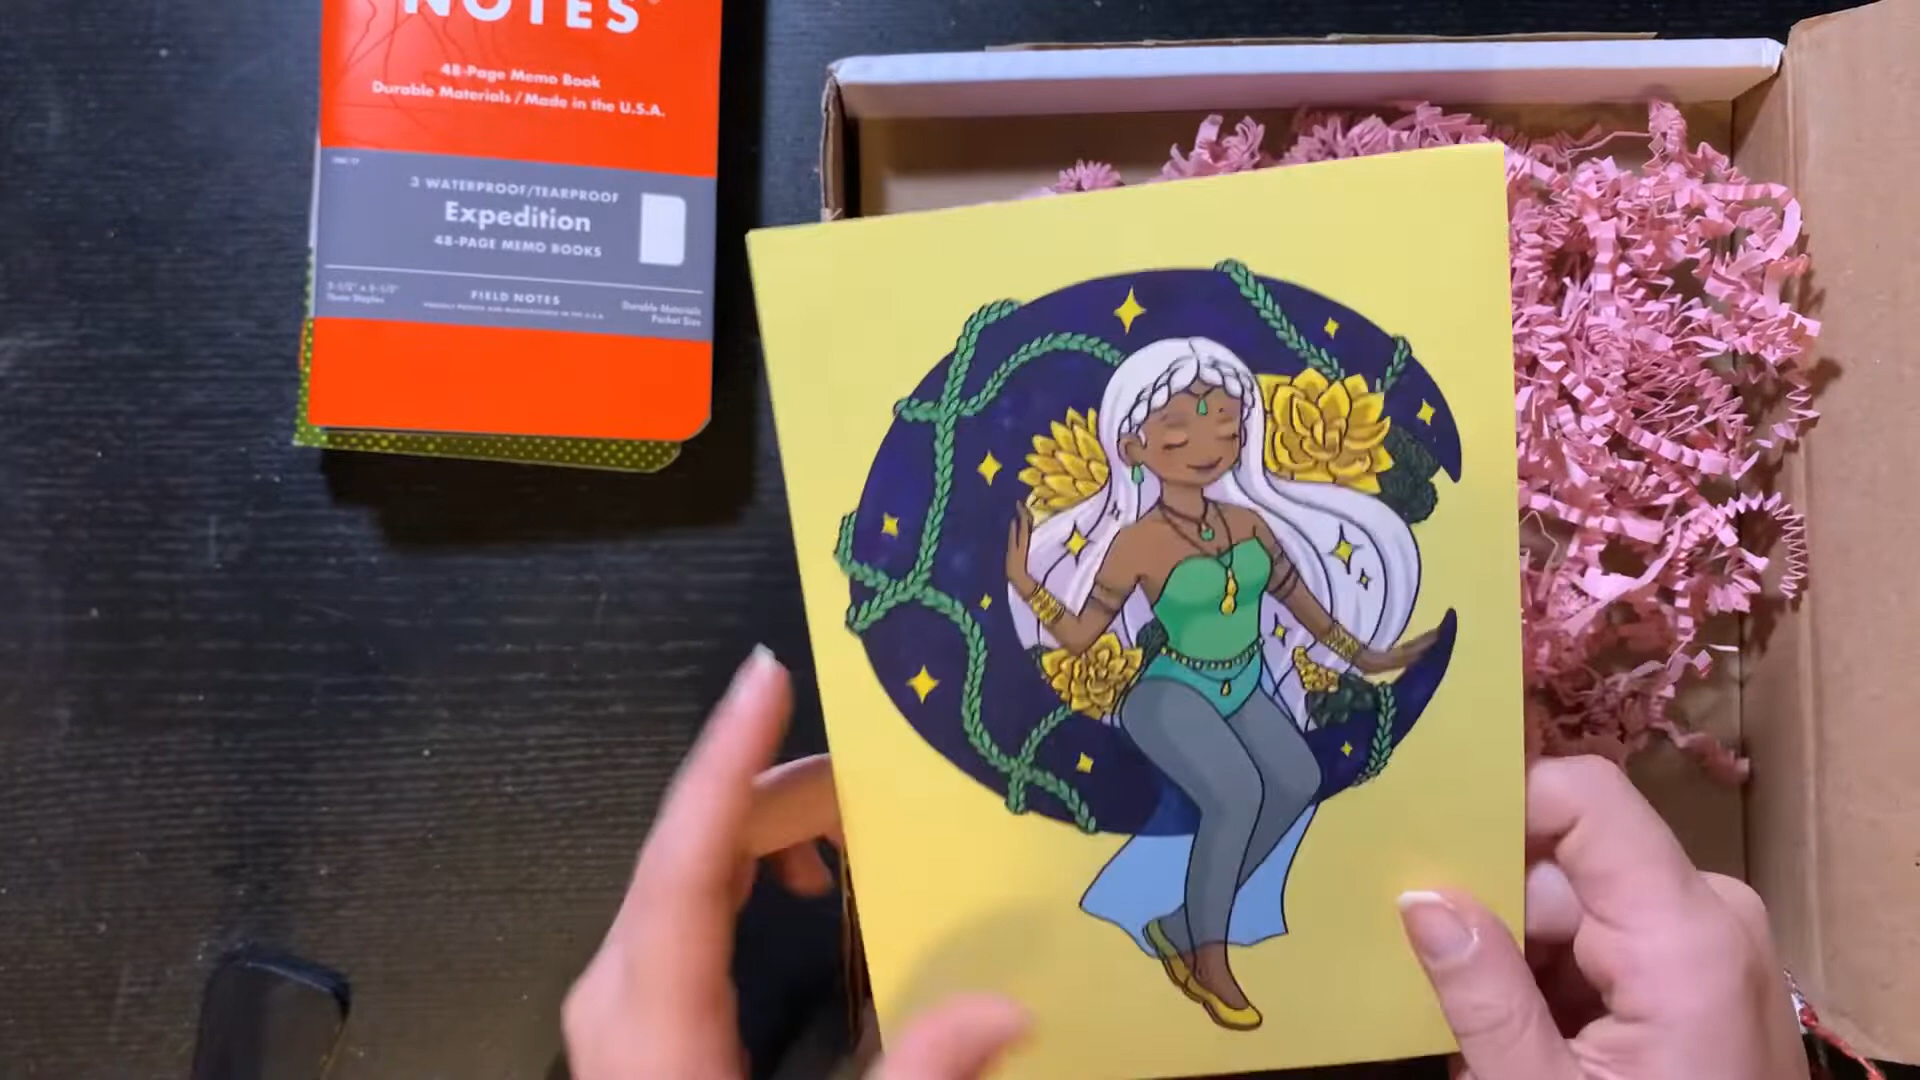 NOTES
48-Page Memo Book
Durable Materials / Made in the U.S.A.
3 WATERPROOF/TEARPROOF
Expedition
48-PAGE MEMO BOOKS
FIELD NOTES
Durable Materials
Pocket Size